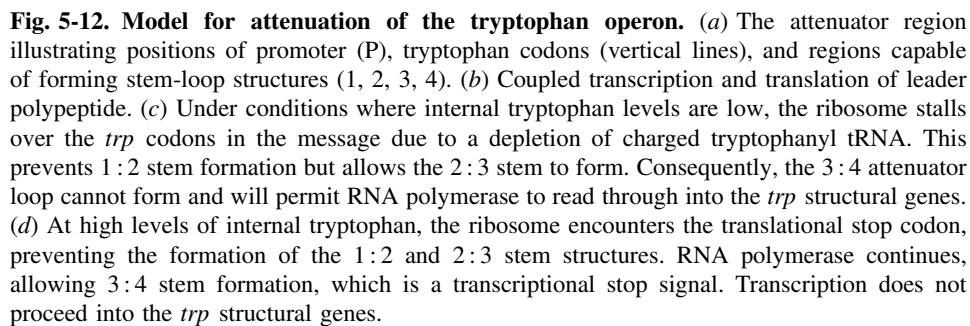 Fig. 5-12. Model for attenuation of the tryptophan operon. (a) The attenuator region
illustrating positions of promoter (P), tryptophan codons (vertical lines), and regions capable
of forming stem-loop structures (1, 2, 3, 4). (b) Coupled transcription and translation of leader
polypeptide. (c) Under conditions where internal tryptophan levels are low, the ribosome stalls
over the trp codons in the message due to a depletion of charged tryptophanyl tRNA. This
prevents 1 : 2 stem formation but allows the 2 : 3 stem to form. Consequently, the 3 : 4 attenuator
loop cannot form and will permit RNA polymerase to read through into the trp structural genes.
(d) At high levels of internal tryptophan, the ribosome encounters the translational stop codon,
preventing the formation of the 1 : 2 and 2 : 3 stem structures. RNA polymerase continues,
allowing 3 : 4 stem formation, which is a transcriptional stop signal. Transcription does not
proceed into the trp structural genes.